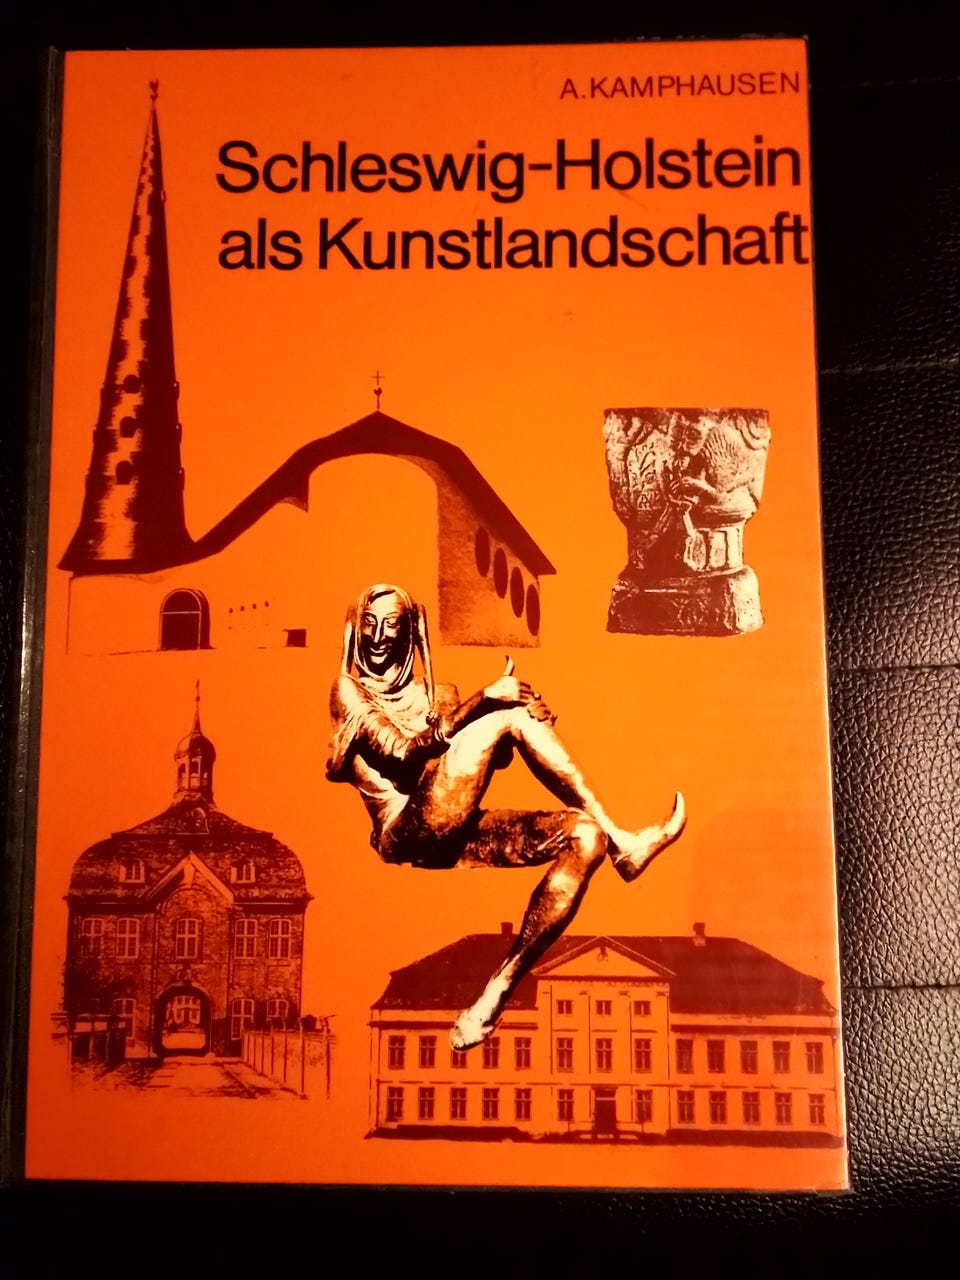 A.KAMPHAUSEN
Schleswig-Holstein
als Kunstlandschaft